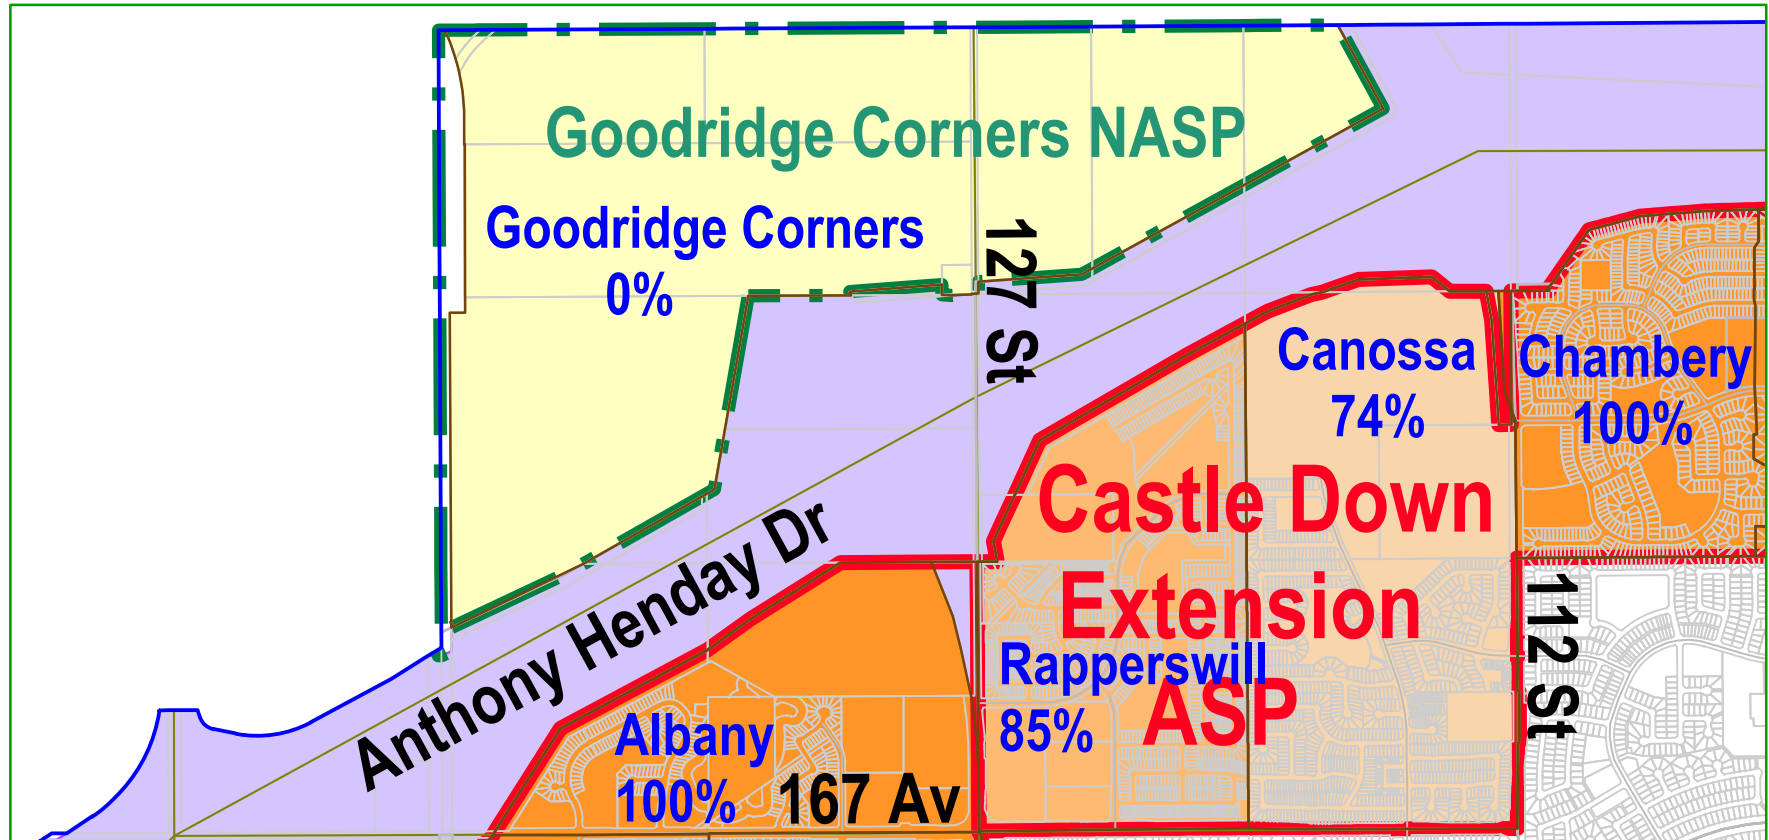 Goodridge Corners NASP
Goodridge Corners
0%
127 St
Canossa
74%
Chambery
100%
Castle Down
Extension
ASP
Rapperswill
85%
Anthony Henday Dr
112 St
Albany
100%
167 Av